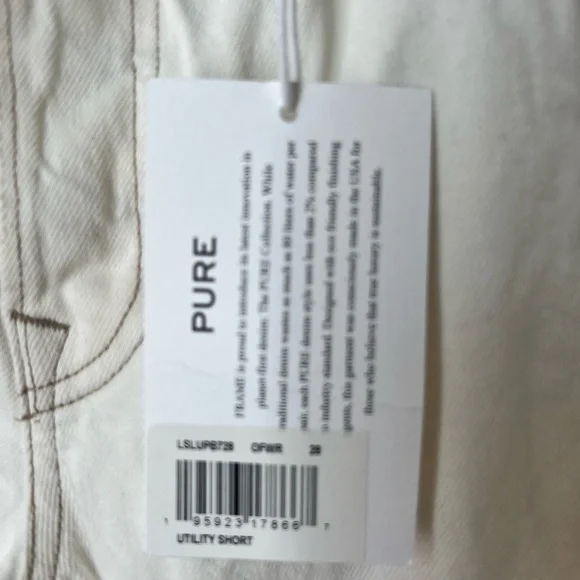 PURE
FRAME is proud to introduce its latest innovation in
planet-first denim: The PURE Collection. While
traditional denim wastes as much as 80 liters of water per
pair, each PURE denim style uses less than 2% compared
industry standard. Designed with eco friendly finishing
this garment was consciously made in the USA for
those who believe that true luxury is sustainable.
LSLUPB728 OFWR 28
1 95923 17866 7
UTILITY SHORT